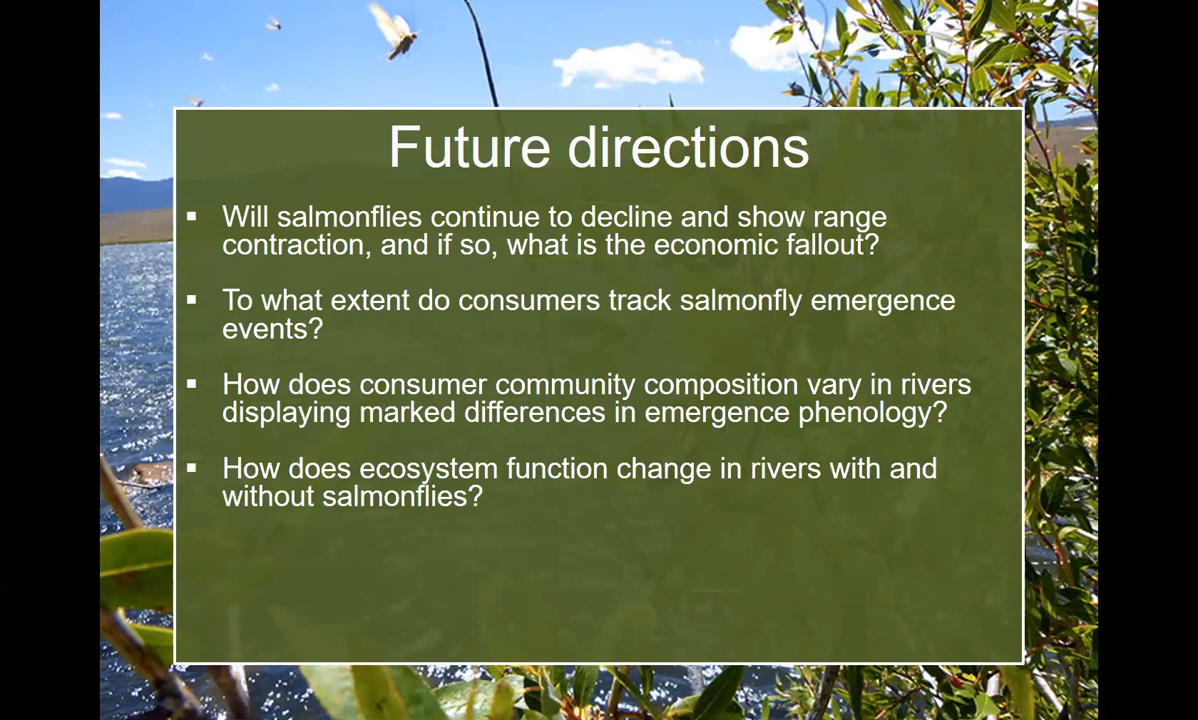 Future directions
▪ Will salmonflies continue to decline and show range
contraction, and if so, what is the economic fallout?
▪ To what extent do consumers track salmonfly emergence
events?
▪ How does consumer community composition vary in rivers
displaying marked differences in emergence phenology?
▪ How does ecosystem function change in rivers with and
without salmonflies?